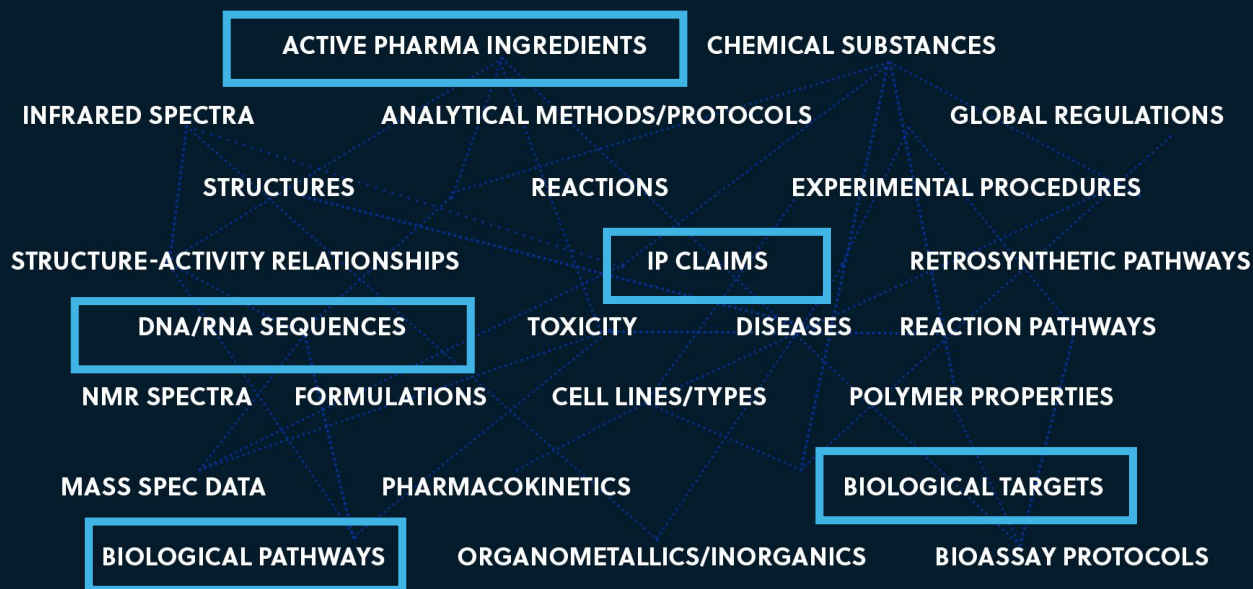 ACTIVE PHARMA INGREDIENTS CHEMICAL SUBSTANCES
INFRARED SPECTRA ANALYTICAL METHODS/PROTOCOLS GLOBAL REGULATIONS
STRUCTURES REACTIONS EXPERIMENTAL PROCEDURES
STRUCTURE-ACTIVITY RELATIONSHIPS IP CLAIMS RETROSYNTHETIC PATHWAYS
DNA/RNA SEQUENCES TOXICITY DISEASES REACTION PATHWAYS
NMR SPECTRA FORMULATIONS CELL LINES/TYPES POLYMER PROPERTIES
MASS SPEC DATA PHARMACOKINETICS BIOLOGICAL TARGETS
BIOLOGICAL PATHWAYS ORGANOMETALLICS/INORGANICS BIOASSAY PROTOCOLS